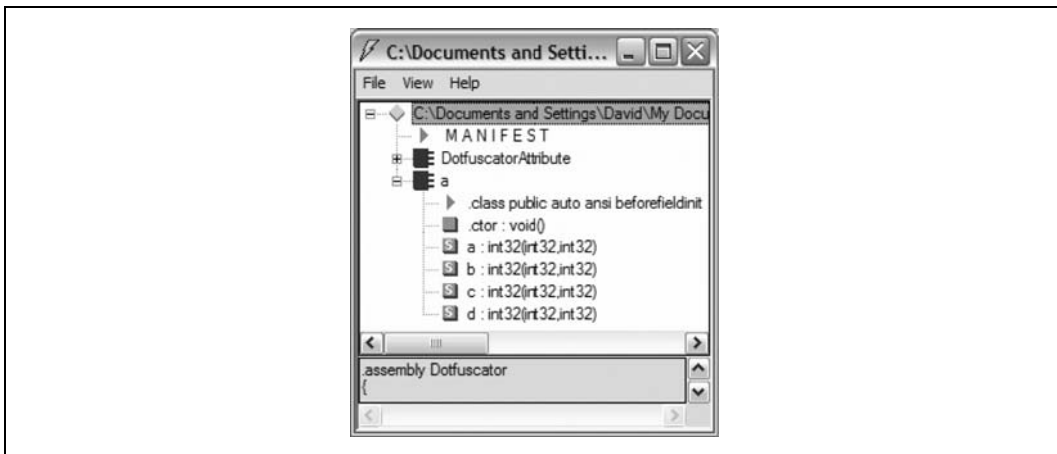 C:\Documents and Setti...
File View Help
C:\Documents and Settings\David\My Docu
M A N I F E S T
DotfuscatorAttribute
a
.class public auto ansi beforefieldinit
.ctor : void()
a : int32(int32,int32)
b : int32(int32,int32)
c : int32(int32,int32)
d : int32(int32,int32)
.assembly Dotfuscator
{